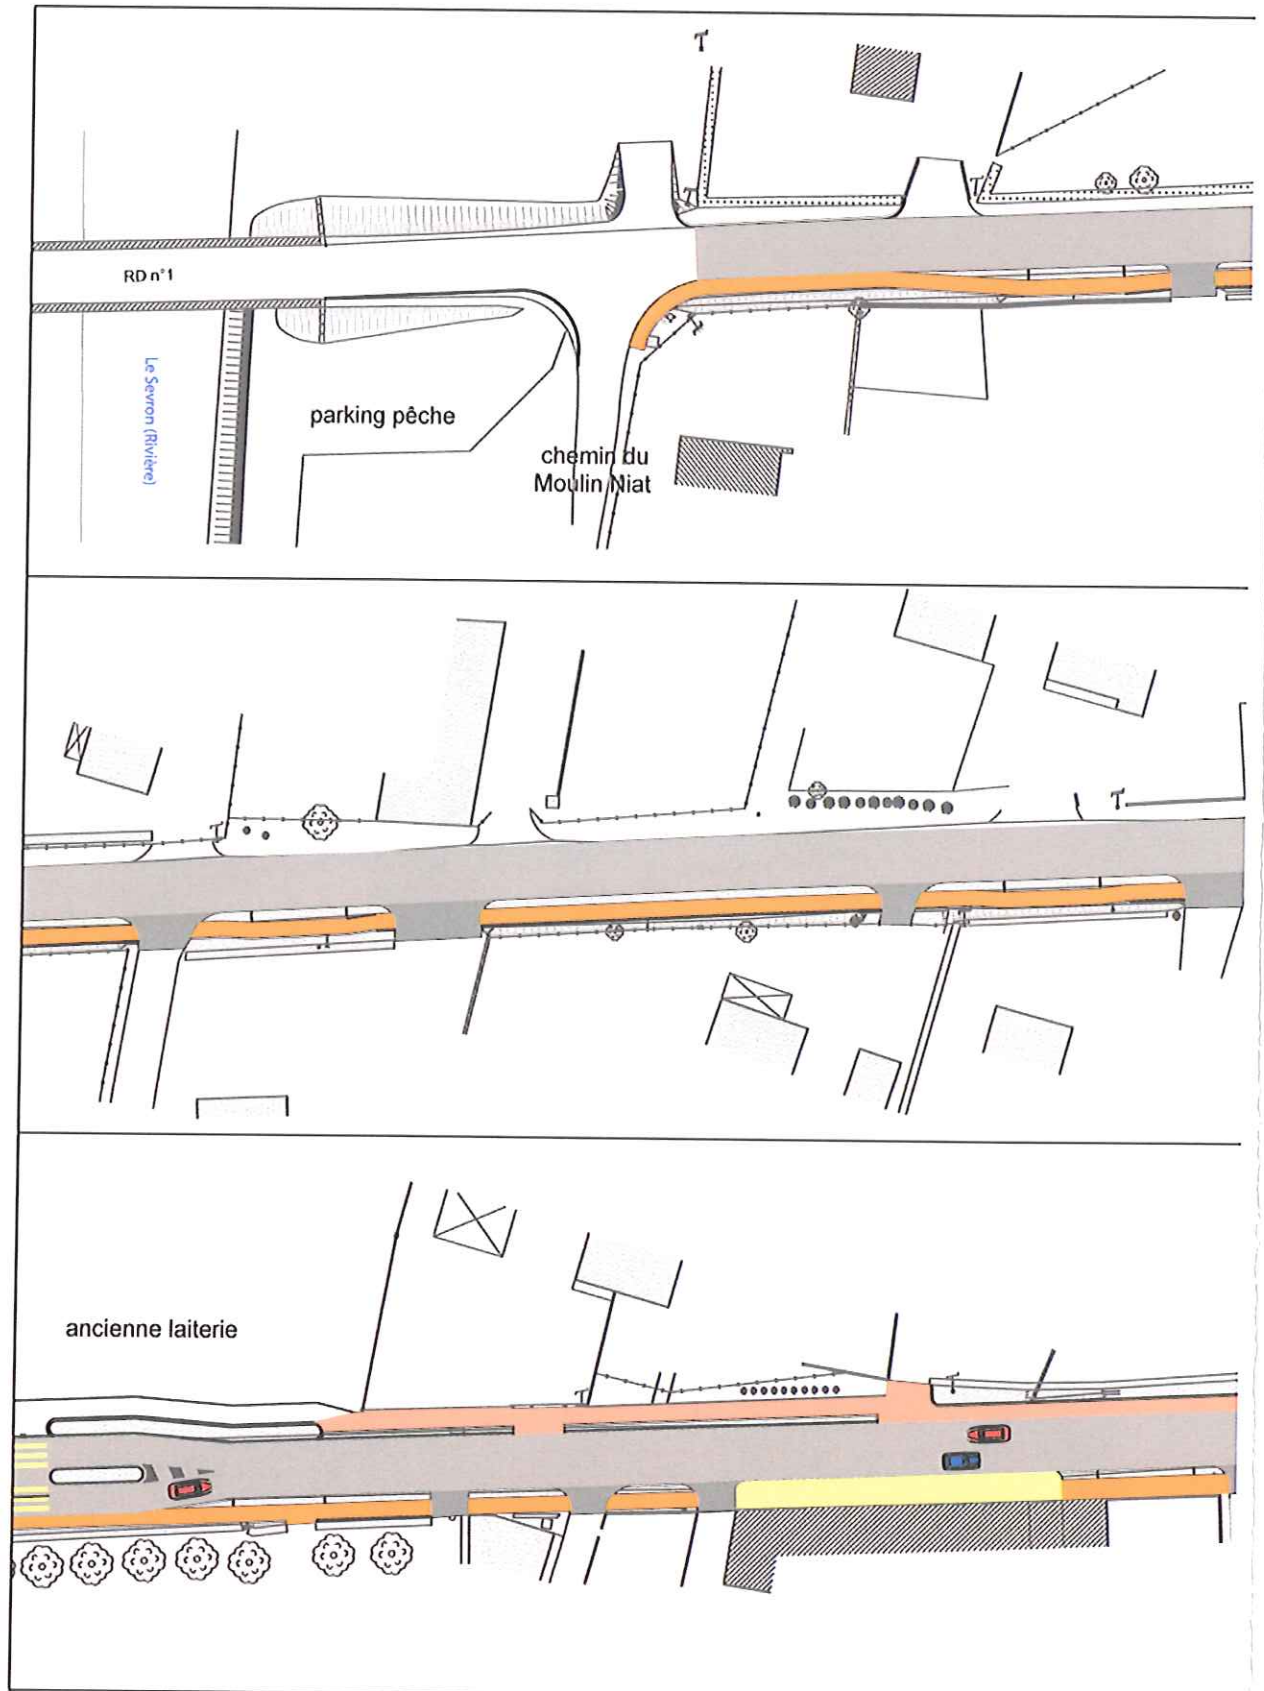 RD n°1
Le Sevron (Rivière)
parking pêche
chemin du
Moulin Niat
ancienne laiterie